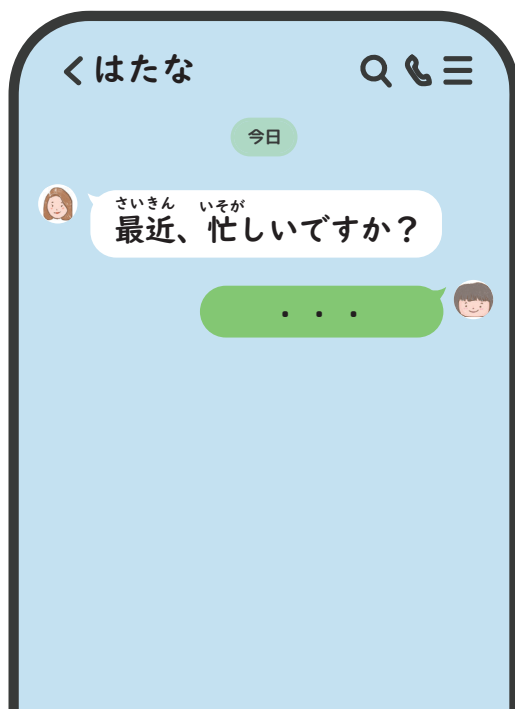 はたな
今日
さいきん いそが
最近、忙しいですか？
・・・